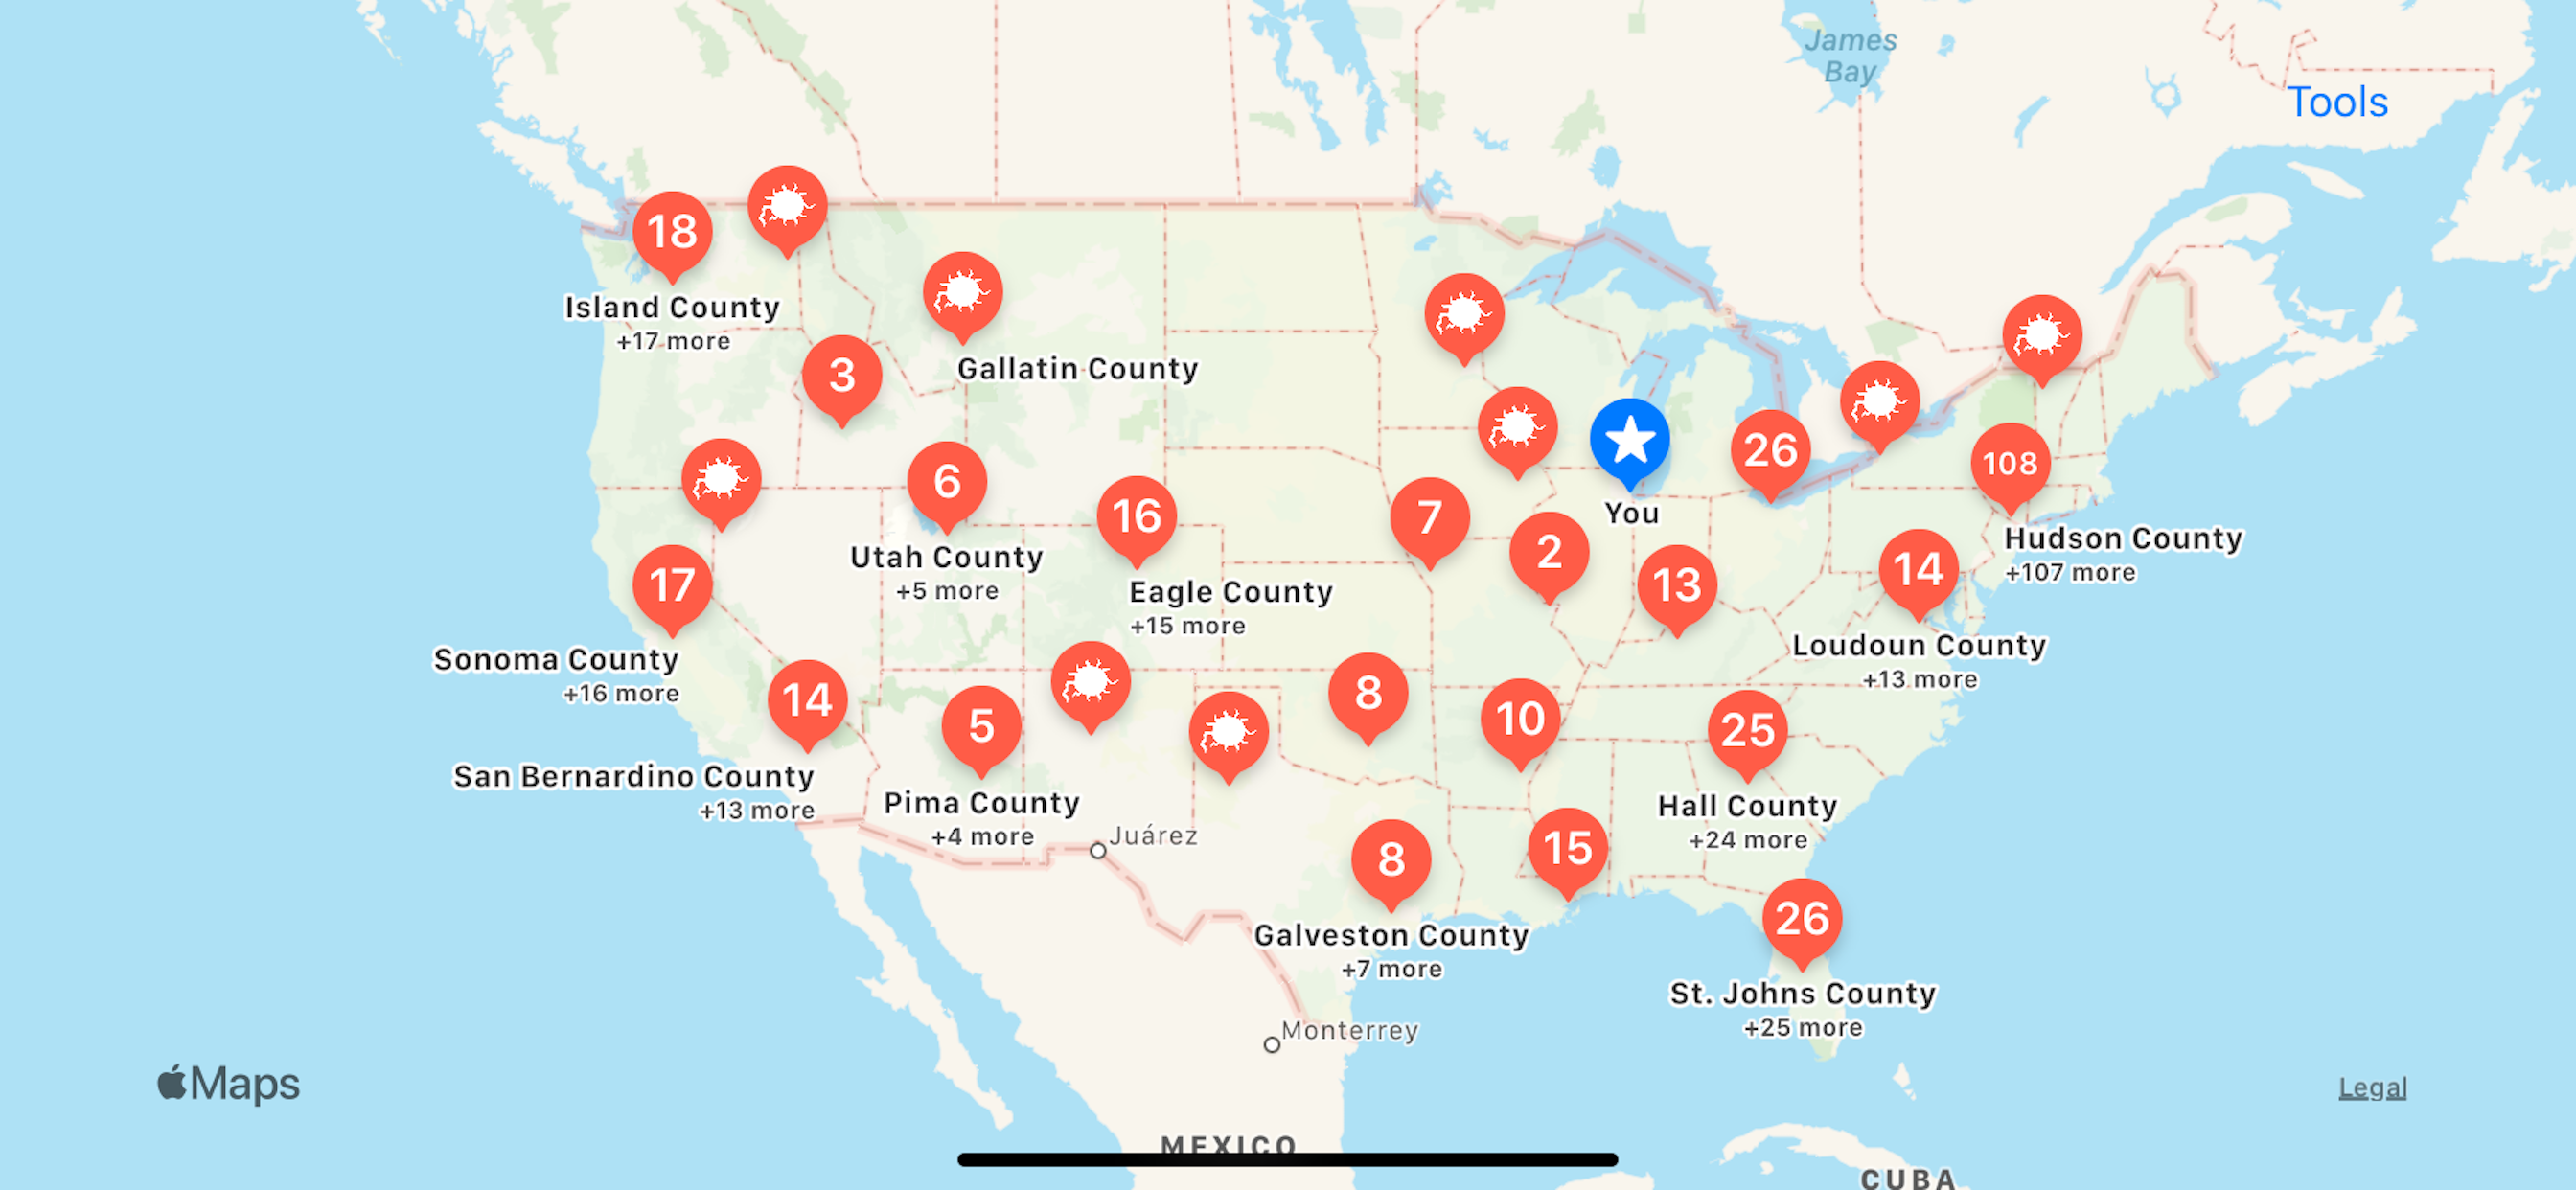 James
Bay
Tools
18
Island County
+17 more
Gallatin County
3
26
108
Hudson County
+107 more
6
Utah County
+5 more
16
Eagle County
+15 more
7
You
2
13
14
Loudoun County
+13 more
17
Sonoma County
+16 more
14
San Bernardino County
+13 more
5
Pima County
+4 more
8
10
25
Hall County
+24 more
Juárez
8
Galveston County
+7 more
15
26
St. Johns County
+25 more
Monterrey
Maps
Legal
MEXICO
CUBA